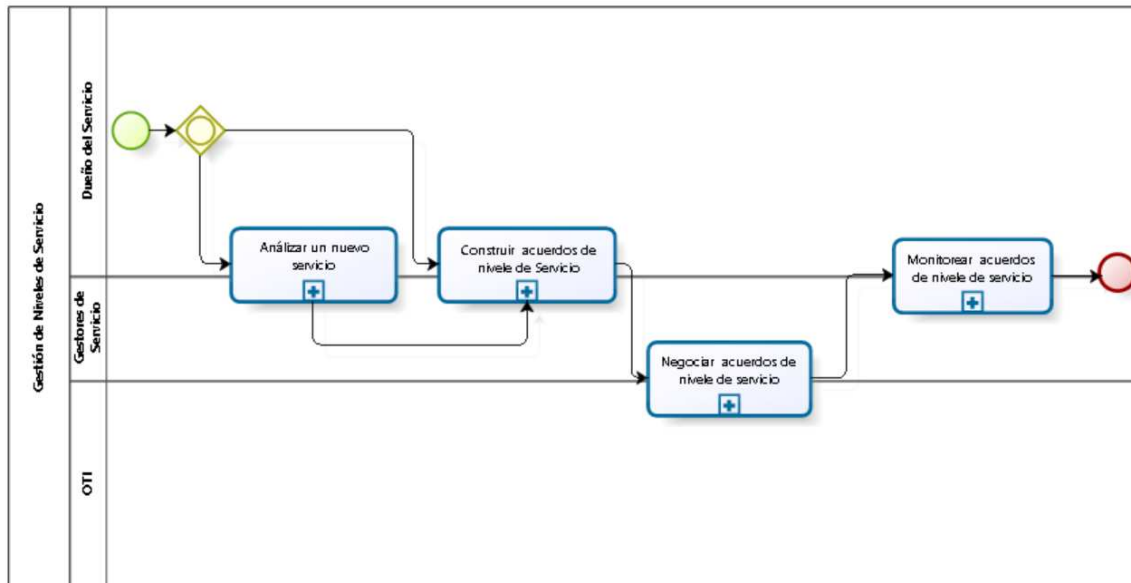 Gestión de Niveles de Servicio
Dueño del Servicio
Gestores de
Servicio
OTI
Análizar un nuevo
servicio
Construir acuerdos de
nivele de Servicio
Negociar acuerdos de
nivele de servicio
Monitorear acuerdos
de nivele de servicio